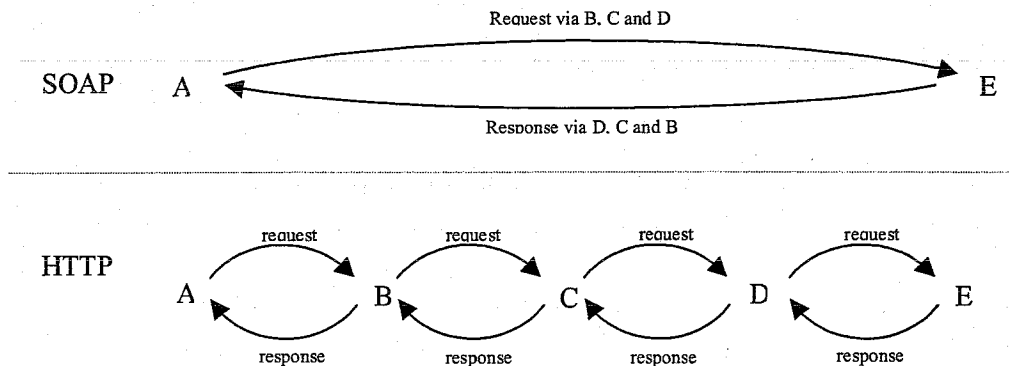 Request via B, C and D
SOAP A E
Response via D, C and B
request request request request
HTTP
A B C D E
response response response response